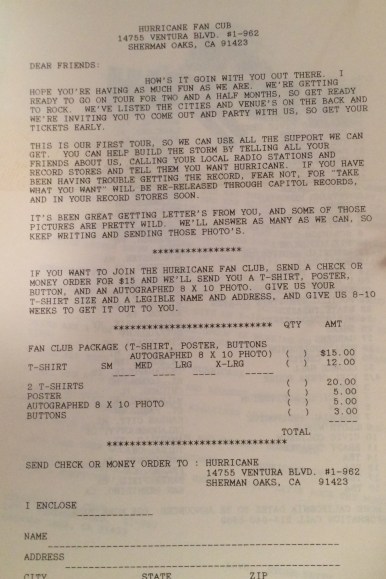 HURRICANE FAN CUB
14755 VENTURA BLVD. #1-962
SHERMAN OAKS, CA 91423
DEAR FRIENDS:
HOW'S IT GOIN WITH YOU OUT THERE. I
HOPE YOU'RE HAVING AS MUCH FUN AS WE ARE. WE'RE GETTING
READY TO GO ON TOUR FOR TWO AND A HALF MONTHS, SO GET READY
TO ROCK. WE'VE LISTED THE CITIES AND VENUE'S ON THE BACK AND
WE'RE INVITING YOU TO COME OUT AND PARTY WITH US, SO GET YOUR
TICKETS EARLY.
THIS IS OUR FIRST TOUR, SO WE CAN USE ALL THE SUPPORT WE CAN
GET. YOU CAN HELP BUILD THE STORM BY TELLING ALL YOUR
FRIENDS ABOUT US, CALLING YOUR LOCAL RADIO STATIONS AND
RECORD STORES AND TELL THEM YOU WANT HURRICANE. IF YOU HAVE
BEEN HAVING TROUBLE GETTING THE RECORD, FEAR NOT, FOR "TAKE
WHAT YOU WANT" WILL BE RE-RELEASED THROUGH CAPITOL RECORDS,
AND IN YOUR RECORD STORES SOON.
IT'S BEEN GREAT GETTING LETTER'S FROM YOU, AND SOME OF THOSE
PICTURES ARE PRETTY WILD. WE'LL ANSWER AS MANY AS WE CAN, SO
KEEP WRITING AND SENDING THOSE PHOTO'S.
****************
IF YOU WANT TO JOIN THE HURRICANE FAN CLUB, SEND A CHECK OR
MONEY ORDER FOR $15 AND WE'LL SEND YOU A T-SHIRT, POSTER,
BUTTON, AND AN AUTOGRAPHED 8 X 10 PHOTO. GIVE US YOUR
T-SHIRT SIZE AND A LEGIBLE NAME AND ADDRESS, AND GIVE US 8-10
WEEKS TO GET IT OUT TO YOU.
**************************** QTY AMT
FAN CLUB PACKAGE (T-SHIRT, POSTER, BUTTONS
AUTOGRAPHED 8 X 10 PHOTO) ( ) $15.00
T-SHIRT SM MED LRG X-LRG ( ) 12.00
2 T-SHIRTS ( ) 20.00
POSTER ( ) 5.00
AUTOGRAPHED 8 X 10 PHOTO ( ) 5.00
BUTTONS ( ) 3.00
TOTAL
******************************
SEND CHECK OR MONEY ORDER TO : HURRICANE
14755 VENTURA BLVD. #1-962
SHERMAN OAKS, CA 91423
I ENCLOSE
NAME
ADDRESS
CITY STATE ZIP